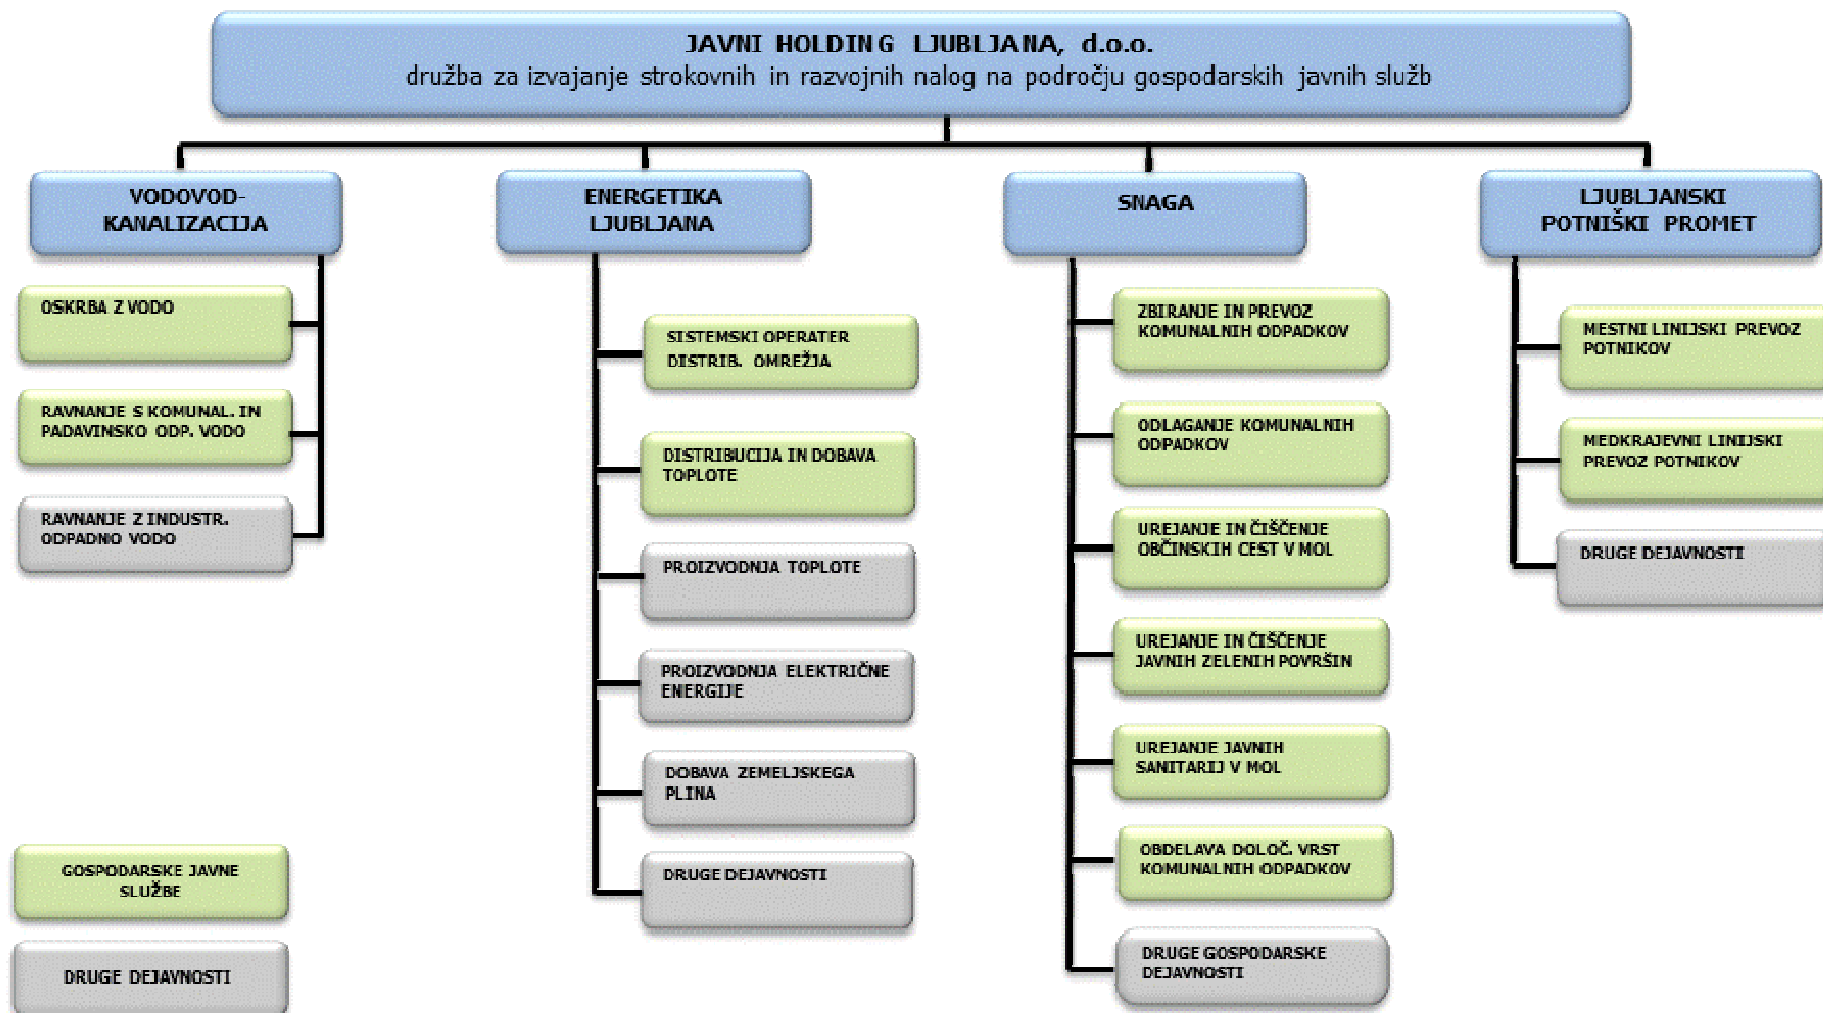 JAVNI HOLDING LJUBLJANA, d.o.o.
družba za izvajanje strokovnih in razvojnih nalog na področju gospodarskih javnih služb
VODOVOD-
KANALIZACIJA
OSKRBA Z VODO
RAVNANJE S KOMUNAL. IN
PADAVINSKO ODP. VODO
RAVNANJE Z INDUSTR.
ODPADNO VODO
ENERGETIKA
LJUBLJANA
SISTEMSKI OPERATER
DISTRIB. OMREŽJA
DISTRIBUCIJA IN DOBAVA
TOPLOTE
PROIZVODNJA TOPLOTE
PROIZVODNJA ELEKTRIČNE
ENERGIJE
DOBAVA ZEMELJSKEGA
PLINA
DRUGE DEJAVNOSTI
SNAGA
ZBIRANJE IN PREVOZ
KOMUNALNIH ODPADKOV
ODLAGANJE KOMUNALNIH
ODPADKOV
UREJANJE IN ČIŠČENJE
OBČINSKIH CEST V MOL
UREJANJE IN ČIŠČENJE
JAVNIH ZELENIH POVRŠIN
UREJANJE JAVNIH
SANITARIJ V MOL
OBDELAVA DOLOČ. VRST
KOMUNALNIH ODPADKOV
DRUGE GOSPODARSKE
DEJAVNOSTI
LJUBLJANSKI
POTNIŠKI PROMET
MESTNI LINIJSKI PREVOZ
POTNIKOV
MEDKRAJEVNI LINIJSKI
PREVOZ POTNIKOV
DRUGE DEJAVNOSTI
GOSPODARSKE JAVNE
SLUŽBE
DRUGE DEJAVNOSTI